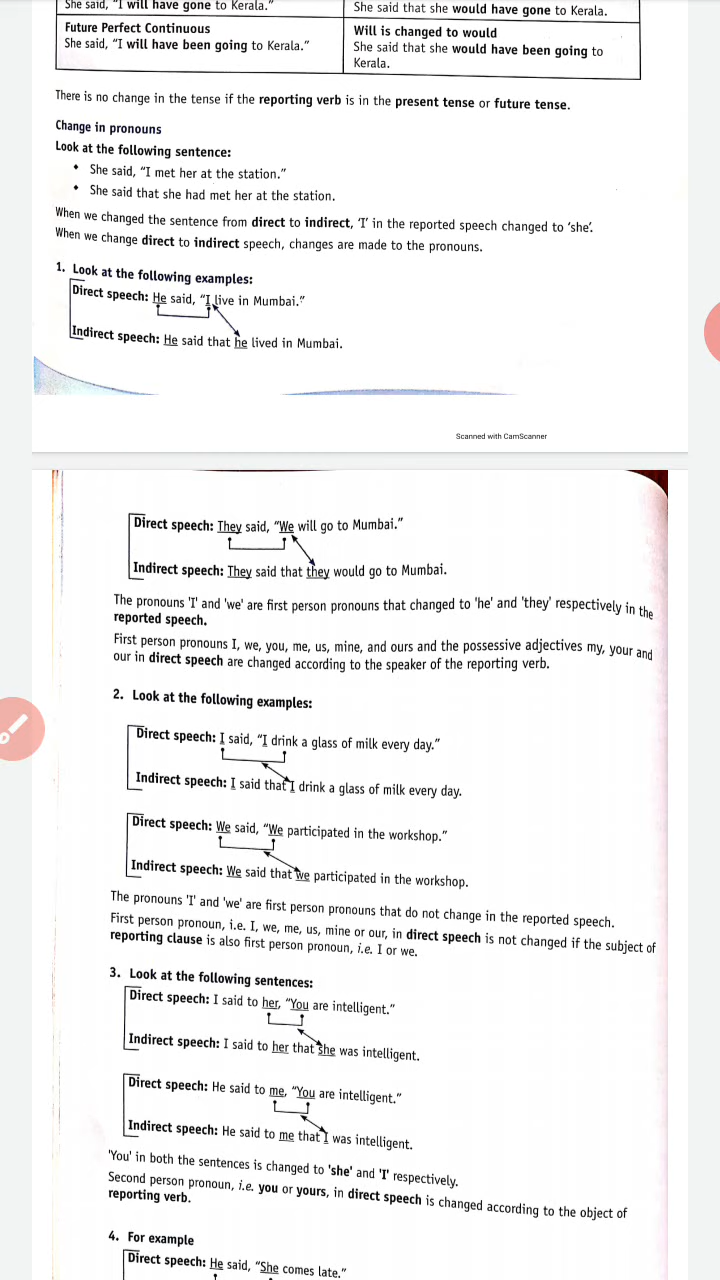 She said, “I will have gone to Kerala.”
She said that she would have gone to Kerala.
Future Perfect Continuous
She said, “I will have been going to Kerala.”
Will is changed to would
She said that she would have been going to
Kerala.
There is no change in the tense if the reporting verb is in the present tense or future tense.
Change in pronouns
Look at the following sentence:
• She said, “I met her at the station.”
• She said that she had met her at the station.
When we changed the sentence from direct to indirect, ‘I’ in the reported speech changed to ‘she’.
When we change direct to indirect speech, changes are made to the pronouns.
1. Look at the following examples:
Direct speech: He said, “I live in Mumbai.”
Indirect speech: He said that he lived in Mumbai.
Scanned with CamScanner
Direct speech: They said, “We will go to Mumbai.”
Indirect speech: They said that they would go to Mumbai.
The pronouns 'I' and 'we' are first person pronouns that changed to 'he' and 'they' respectively in the
reported speech.
First person pronouns I, we, you, me, us, mine, and ours and the possessive adjectives my, your and
our in direct speech are changed according to the speaker of the reporting verb.
2. Look at the following examples:
Direct speech: I said, “I drink a glass of milk every day.”
Indirect speech: I said that I drink a glass of milk every day.
Direct speech: We said, “We participated in the workshop.”
Indirect speech: We said that we participated in the workshop.
The pronouns 'I' and 'we' are first person pronouns that do not change in the reported speech.
First person pronoun, i.e. I, we, me, us, mine or our, in direct speech is not changed if the subject of
reporting clause is also first person pronoun, i.e. I or we.
3. Look at the following sentences:
Direct speech: I said to her, “You are intelligent.”
Indirect speech: I said to her that she was intelligent.
Direct speech: He said to me, “You are intelligent.”
Indirect speech: He said to me that I was intelligent.
'You' in both the sentences is changed to 'she' and 'I' respectively.
Second person pronoun, i.e. you or yours, in direct speech is changed according to the object of
reporting verb.
4. For example
Direct speech: He said, “She comes late.”